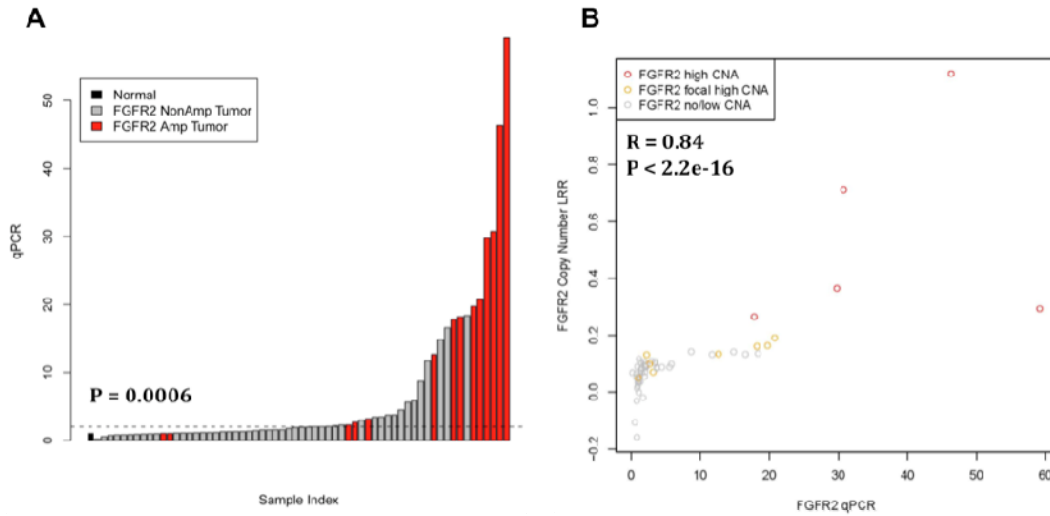 A
qPCR
50
40
30
20
10
0
Normal
FGFR2 NonAmp Tumor
FGFR2 Amp Tumor
P = 0.0006
Sample Index
B
FGFR2 Copy Number LRR
1.0
0.8
0.6
0.4
0.2
0.0
−0.2
FGFR2 high CNA
FGFR2 focal high CNA
FGFR2 no/low CNA
R = 0.84
P < 2.2e-16
0 10 20 30 40 50 60
FGFR2 qPCR